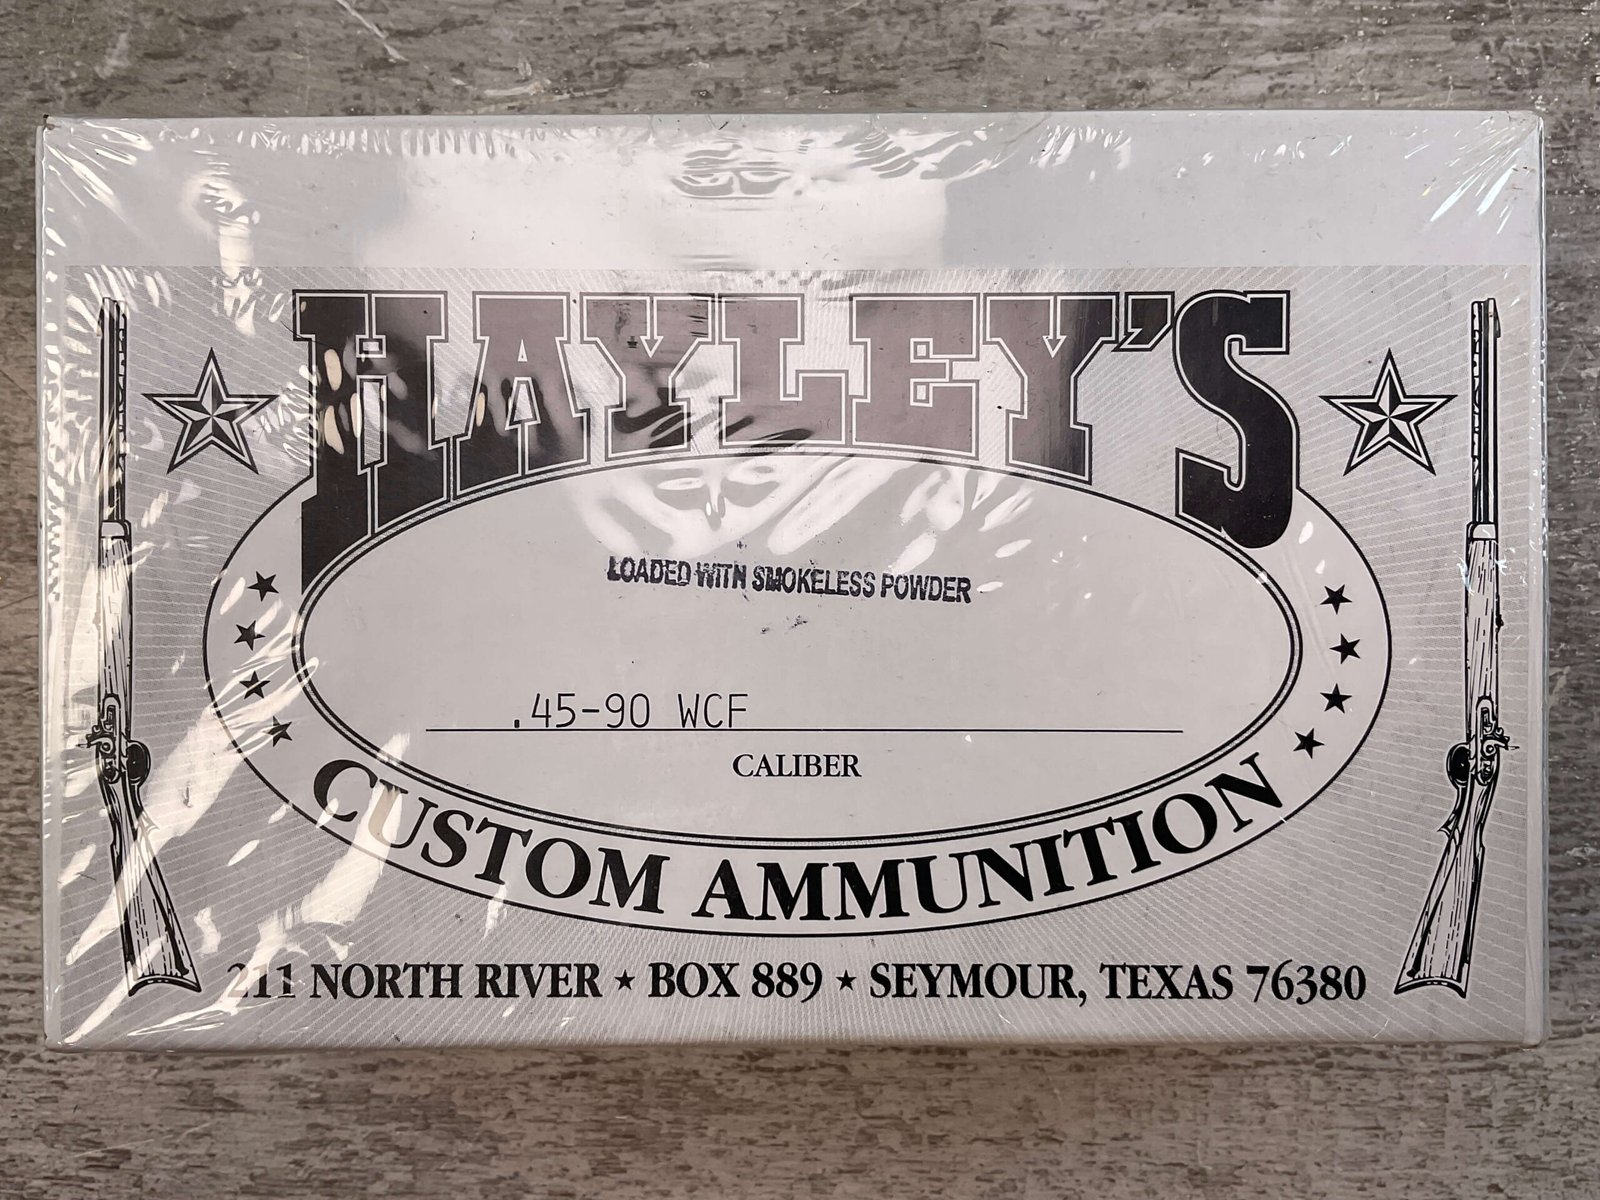 HAYLEY'S
LOADED WITH SMOKELESS POWDER
.45-90 WCF
CALIBER
CUSTOM AMMUNITION
211 NORTH RIVER ★ BOX 889 ★ SEYMOUR, TEXAS 76380